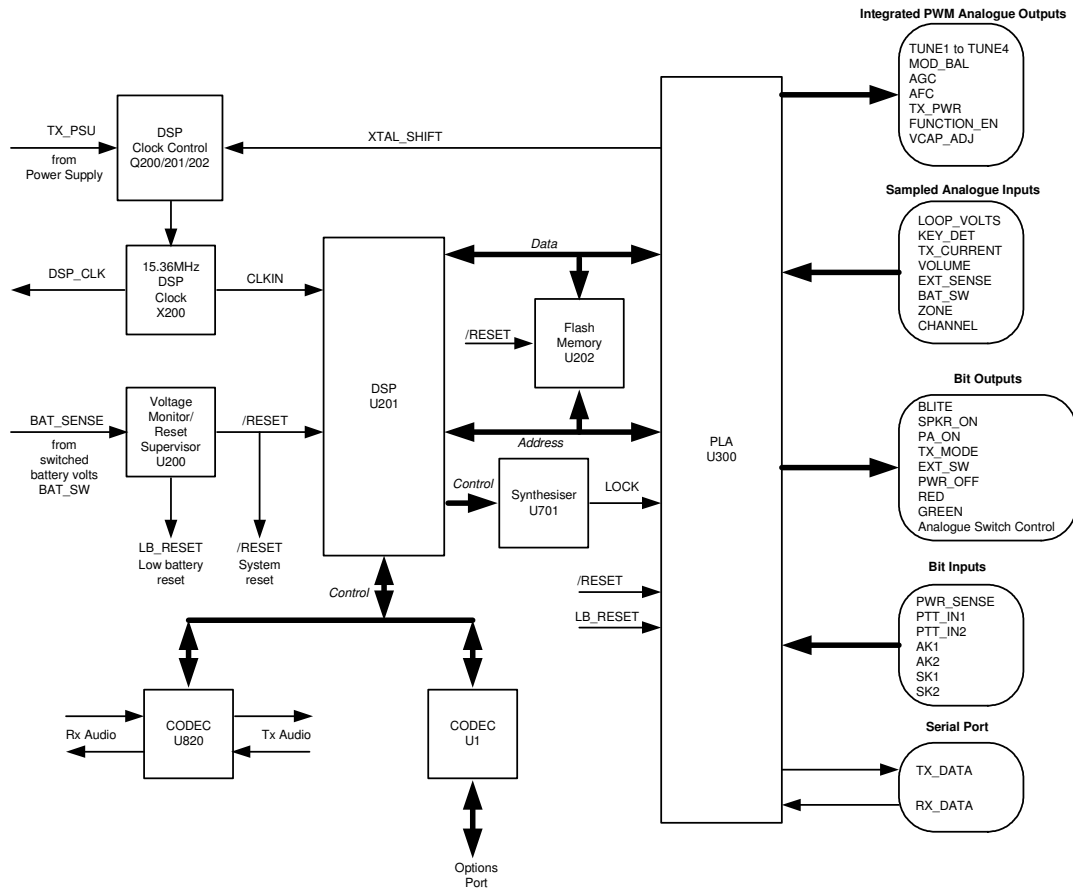 Integrated PWM Analogue Outputs
TUNE1 to TUNE4
MOD_BAL
AGC
AFC
TX_PWR
FUNCTION_EN
VCAP_ADJ
TX_PSU
from
Power Supply
DSP
Clock Control
Q200/201/202
XTAL_SHIFT
Sampled Analogue Inputs
LOOP_VOLTS
KEY_DET
TX_CURRENT
VOLUME
EXT_SENSE
BAT_SW
ZONE
CHANNEL
DSP_CLK
15.36MHz
DSP
Clock
X200
CLKIN
Data
/RESET
Flash
Memory
U202
DSP
U201
Address
PLA
U300
BAT_SENSE
from
switched
battery volts
BAT_SW
Voltage
Monitor/
Reset
Supervisor
U200
/RESET
LB_RESET
Low battery
reset
/RESET
System
reset
Control
Synthesiser
U701
LOCK
Bit Outputs
BLITE
SPKR_ON
PA_ON
TX_MODE
EXT_SW
PWR_OFF
RED
GREEN
Analogue Switch Control
Control
/RESET
LB_RESET
Bit Inputs
PWR_SENSE
PTT_IN1
PTT_IN2
AK1
AK2
SK1
SK2
Rx Audio
CODEC
U820
Tx Audio
CODEC
U1
Options
Port
Serial Port
TX_DATA
RX_DATA